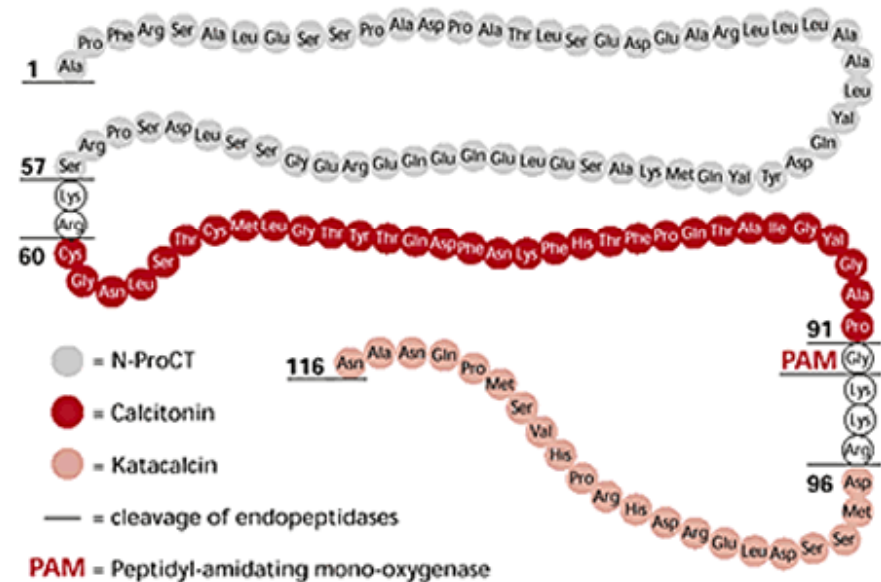 1
Ala Pro Phe Arg Ser Ala Leu Glu Ser Ser Pro Ala Asp Pro Ala Thr Leu Ser Glu Asp Glu Ala Arg Leu Leu Leu Ala
Ala
Leu
Val
Gln
Asp Tyr Val Gln Met Lys Ala Ser Glu Leu Glu Gln Glu Gln Glu Arg Glu Gly Ser Ser Leu Asp Ser Pro Arg Ser
57
Lys
Arg
60
Cys Gly Asn Leu Ser Thr Cys Met Leu Gly Thr Tyr Thr Gln Asp Phe Asn Lys Phe His Thr Phe Pro Gln Thr Ala Ile Gly Val
Gly
Ala
Pro
91
PAM Gly
Lys
Lys
Arg
96
Asp
Met
Ser Ser Asp Leu Glu Arg Asp His Arg Pro His Val Ser Met Pro Gln Asn Ala Asn
116
= N-ProCT
= Calcitonin
= Katacalcin
= cleavage of endopeptidases
PAM = Peptidyl-amidating mono-oxygenase